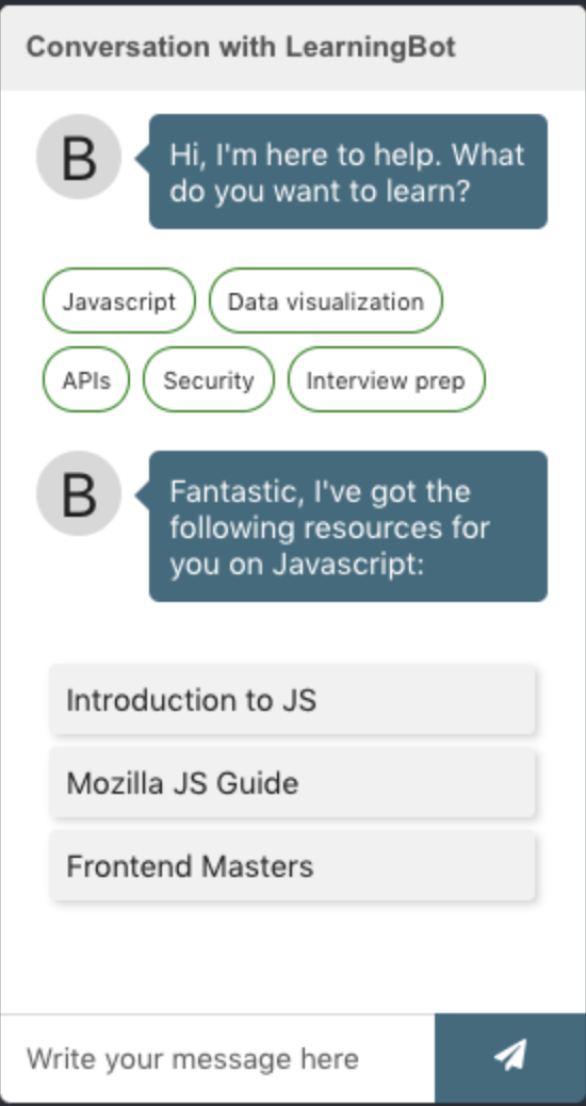 Conversation with LearningBot
B
Hi, I'm here to help. What
do you want to learn?
Javascript
Data visualization
APIs
Security
Interview prep
B
Fantastic, I've got the
following resources for
you on Javascript:
Introduction to JS
Mozilla JS Guide
Frontend Masters
Write your message here